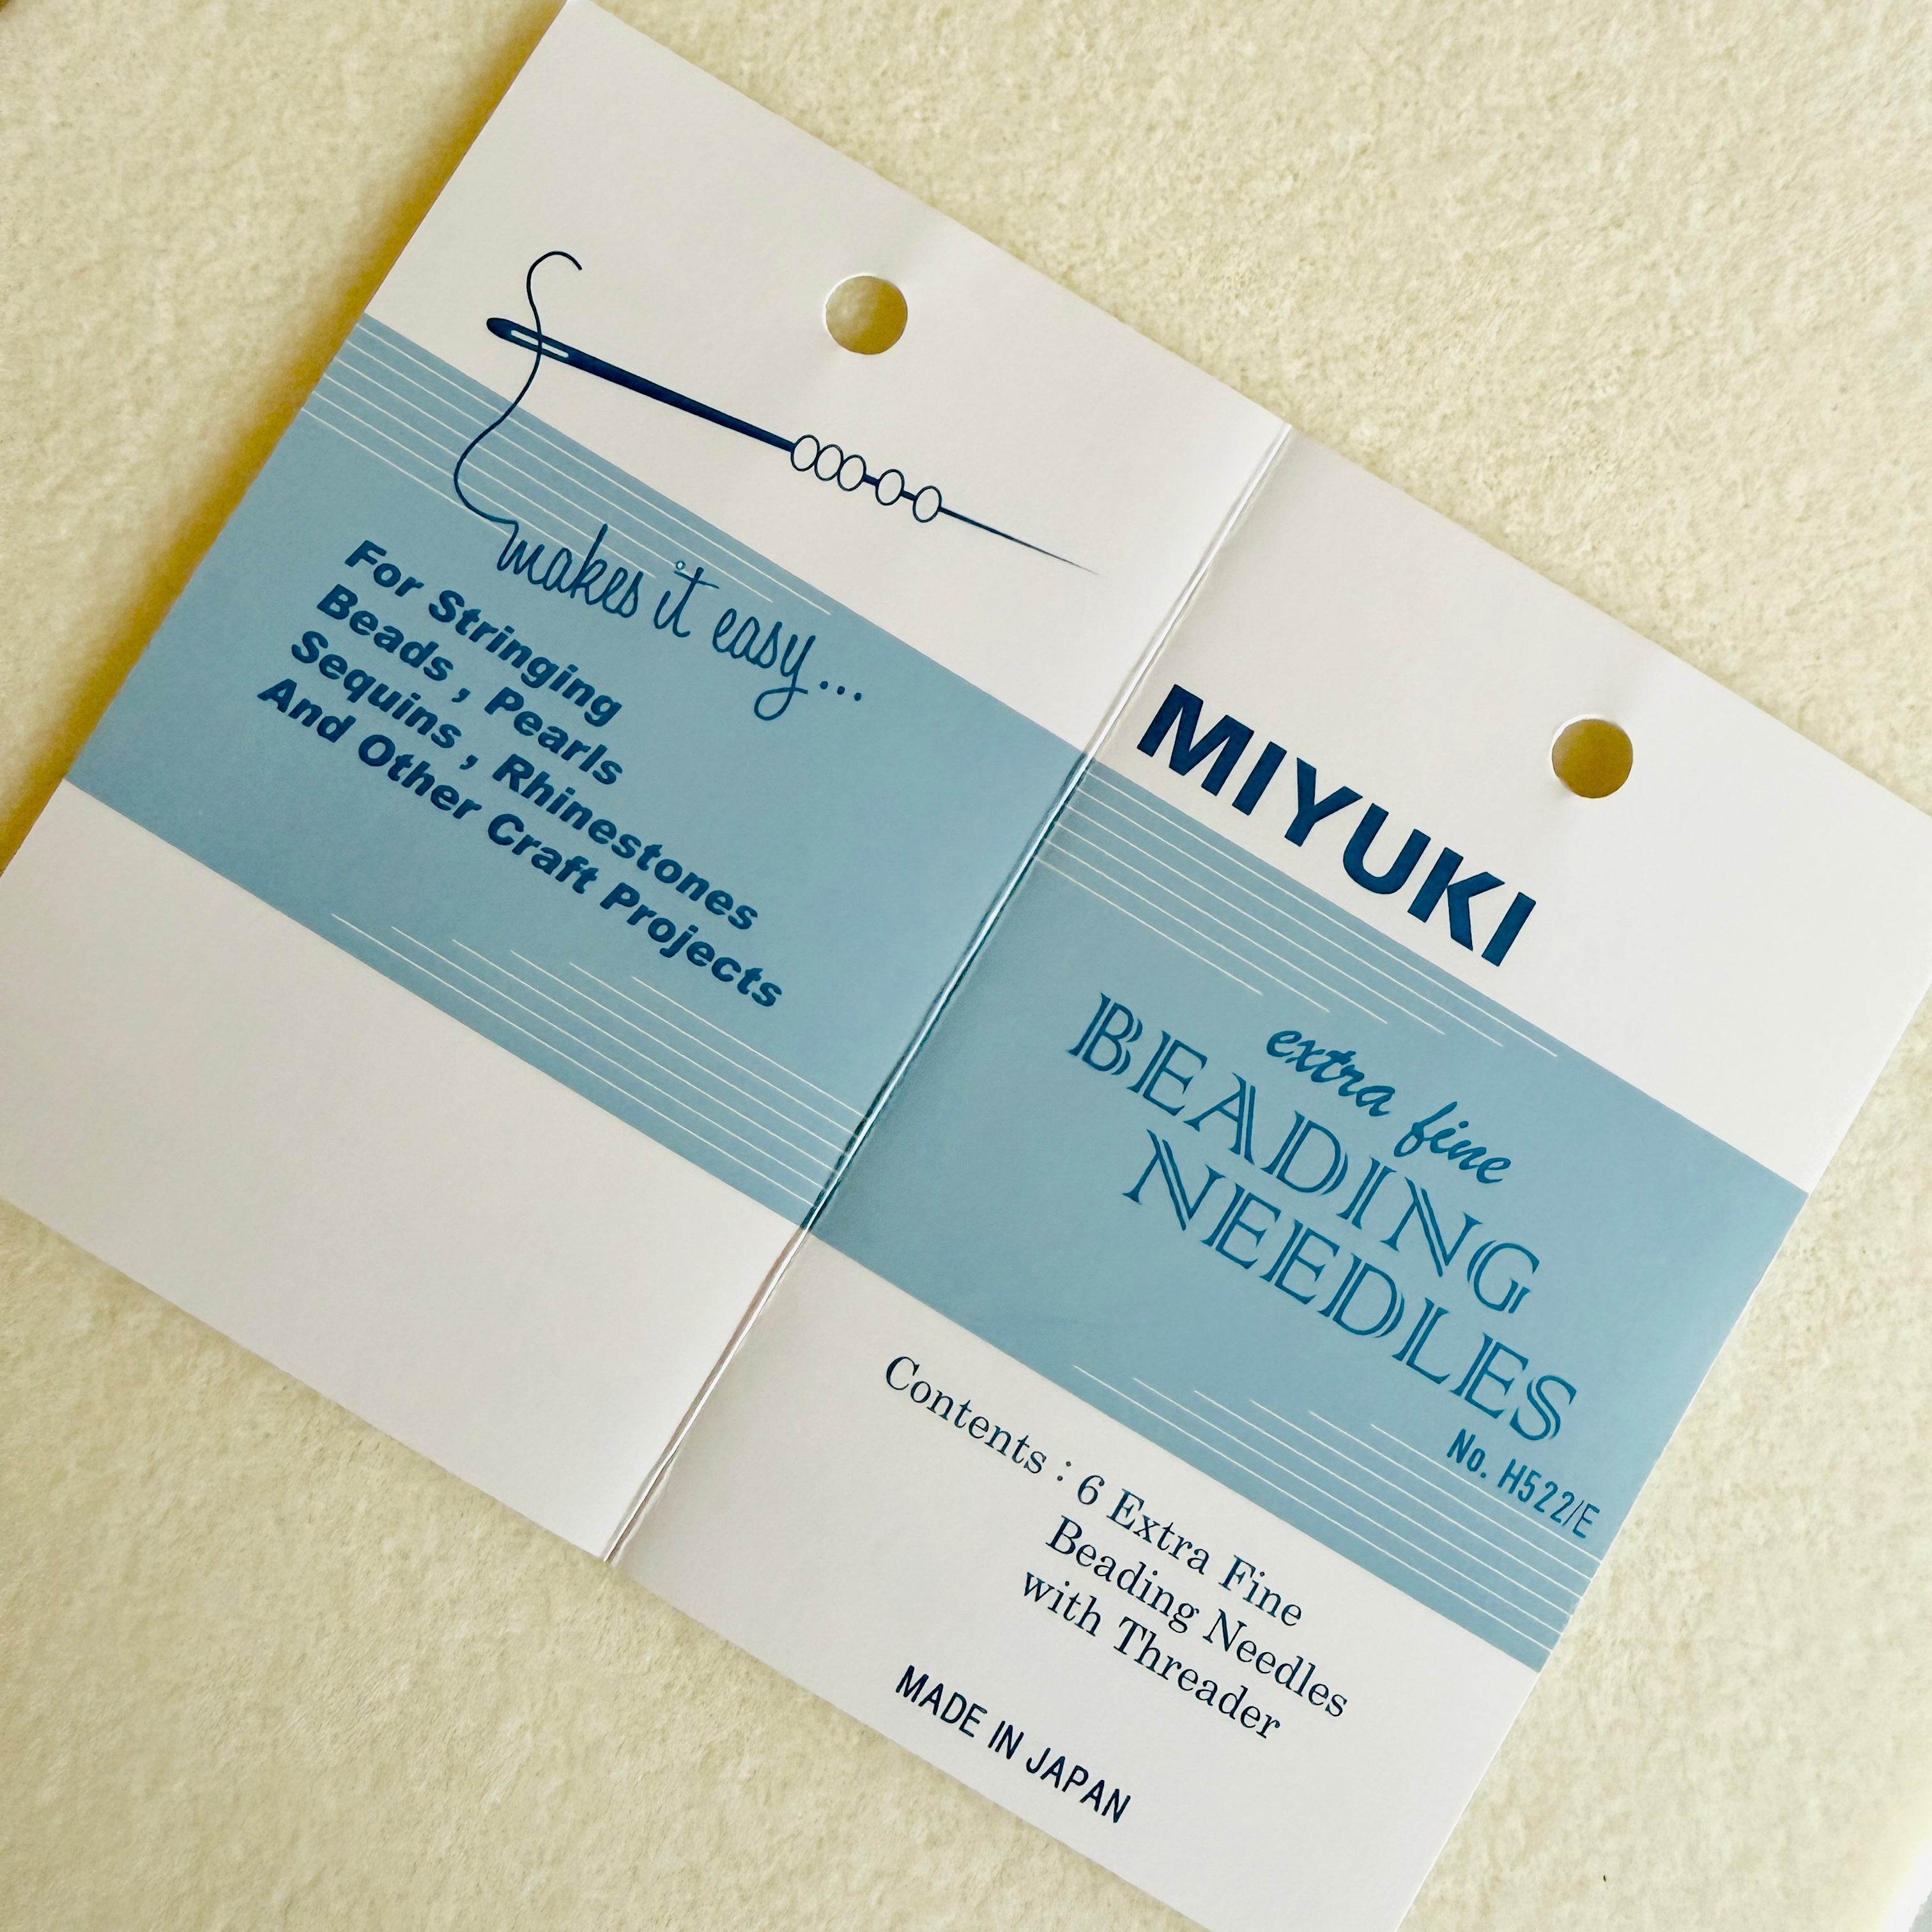 makes it easy...
For Stringing
Beads , Pearls
Sequins , Rhinestones
And Other Craft Projects
MIYUKI
extra fine
BEADING
NEEDLES
No. H522/E
Contents : 6 Extra Fine
Beading Needles
with Threader
MADE IN JAPAN